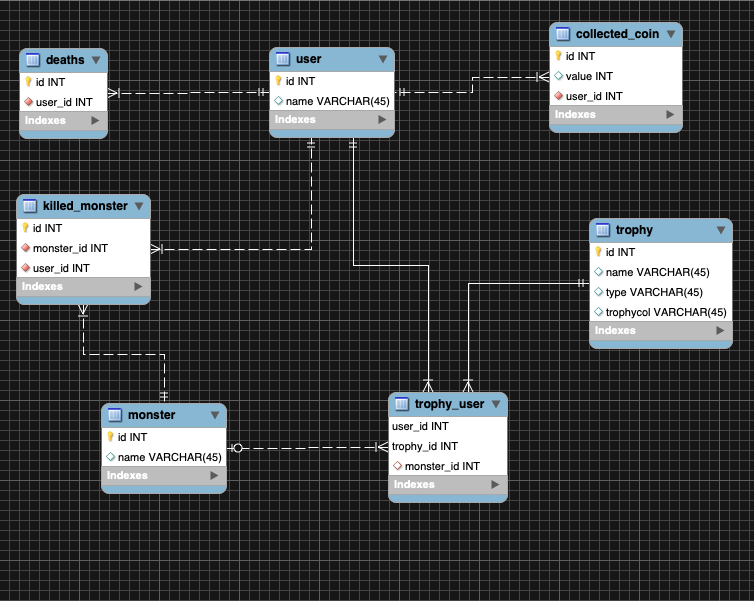 deaths
id INT
user_id INT
Indexes
user
id INT
name VARCHAR(45)
Indexes
collected_coin
id INT
value INT
user_id INT
Indexes
killed_monster
id INT
monster_id INT
user_id INT
Indexes
trophy
id INT
name VARCHAR(45)
type VARCHAR(45)
trophycol VARCHAR(45)
Indexes
monster
id INT
name VARCHAR(45)
Indexes
trophy_user
user_id INT
trophy_id INT
monster_id INT
Indexes